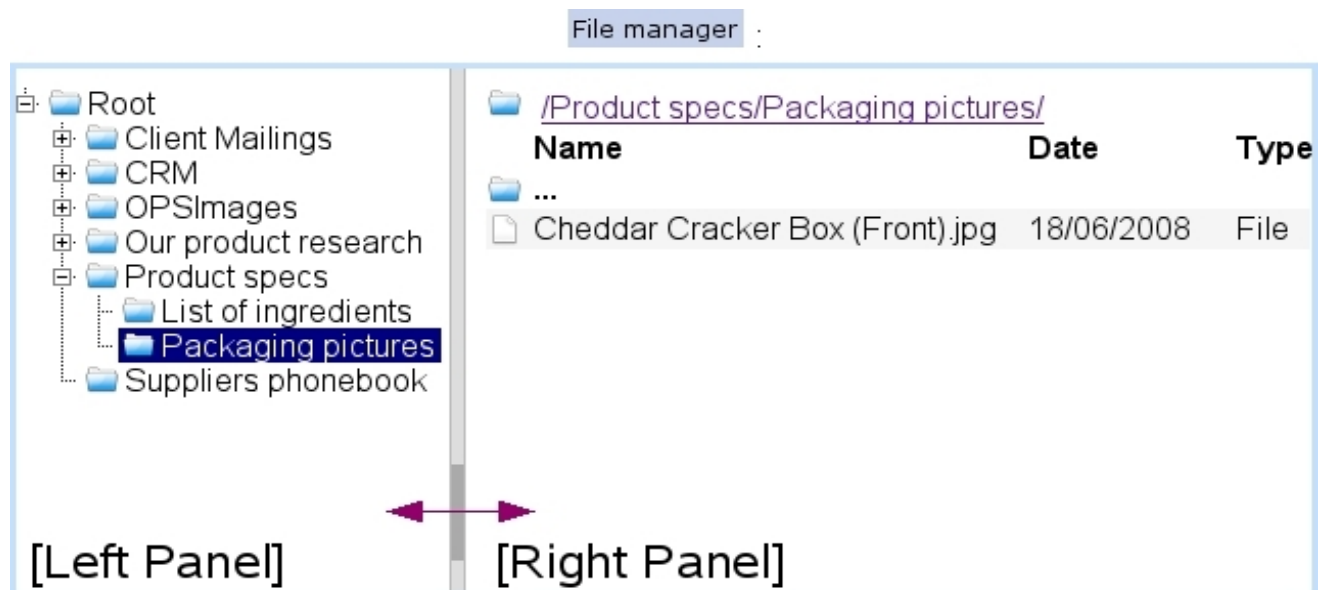 File manager :
Root
Client Mailings
CRM
OPSImages
Our product research
Product specs
List of ingredients
Packaging pictures
Suppliers phonebook
[Left Panel]
/Product specs/Packaging pictures/
Name Date Type
...
Cheddar Cracker Box (Front).jpg 18/06/2008 File
[Right Panel]